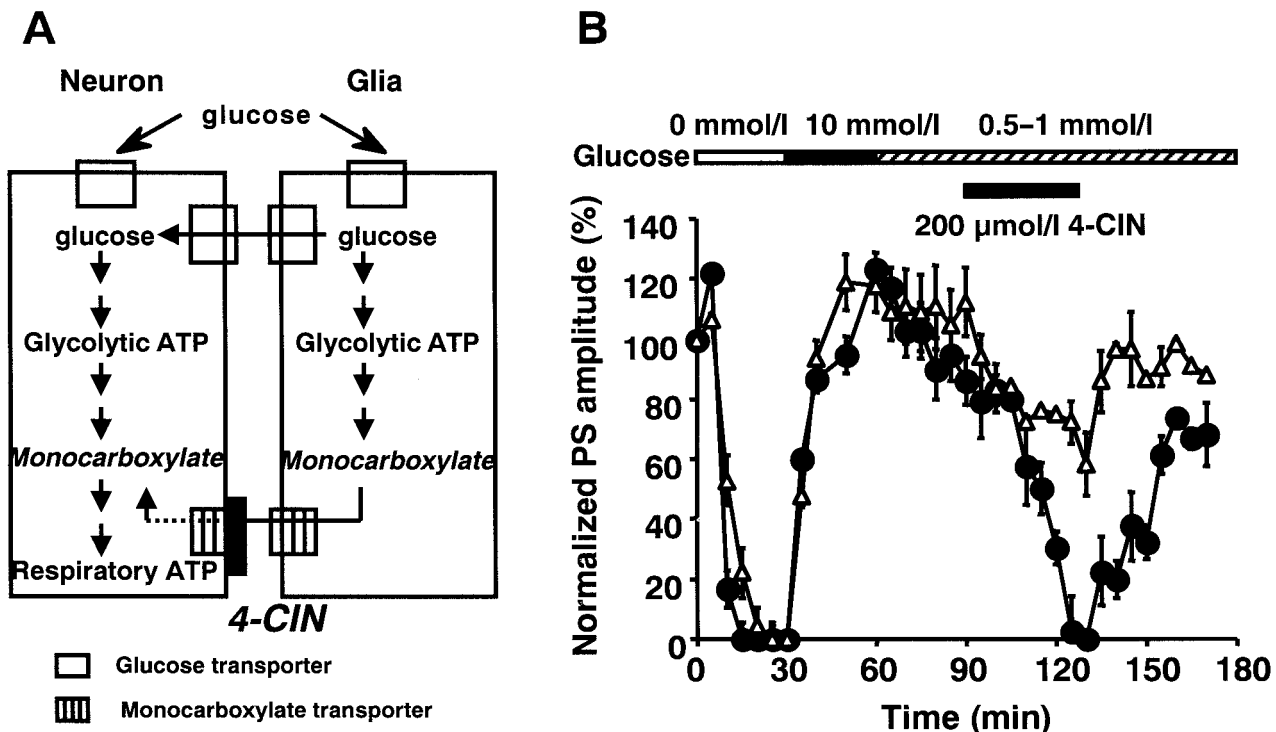 A
Neuron Glia
glucose
glucose glucose
Glycolytic ATP Glycolytic ATP
Monocarboxylate Monocarboxylate
Respiratory ATP
4-CIN
Glucose transporter
Monocarboxylate transporter
B
0 mmol/l 10 mmol/l 0.5–1 mmol/l
Glucose
200 µmol/l 4-CIN
Normalized PS amplitude (%)
140
120
100
80
60
40
20
0
0 30 60 90 120 150 180
Time (min)